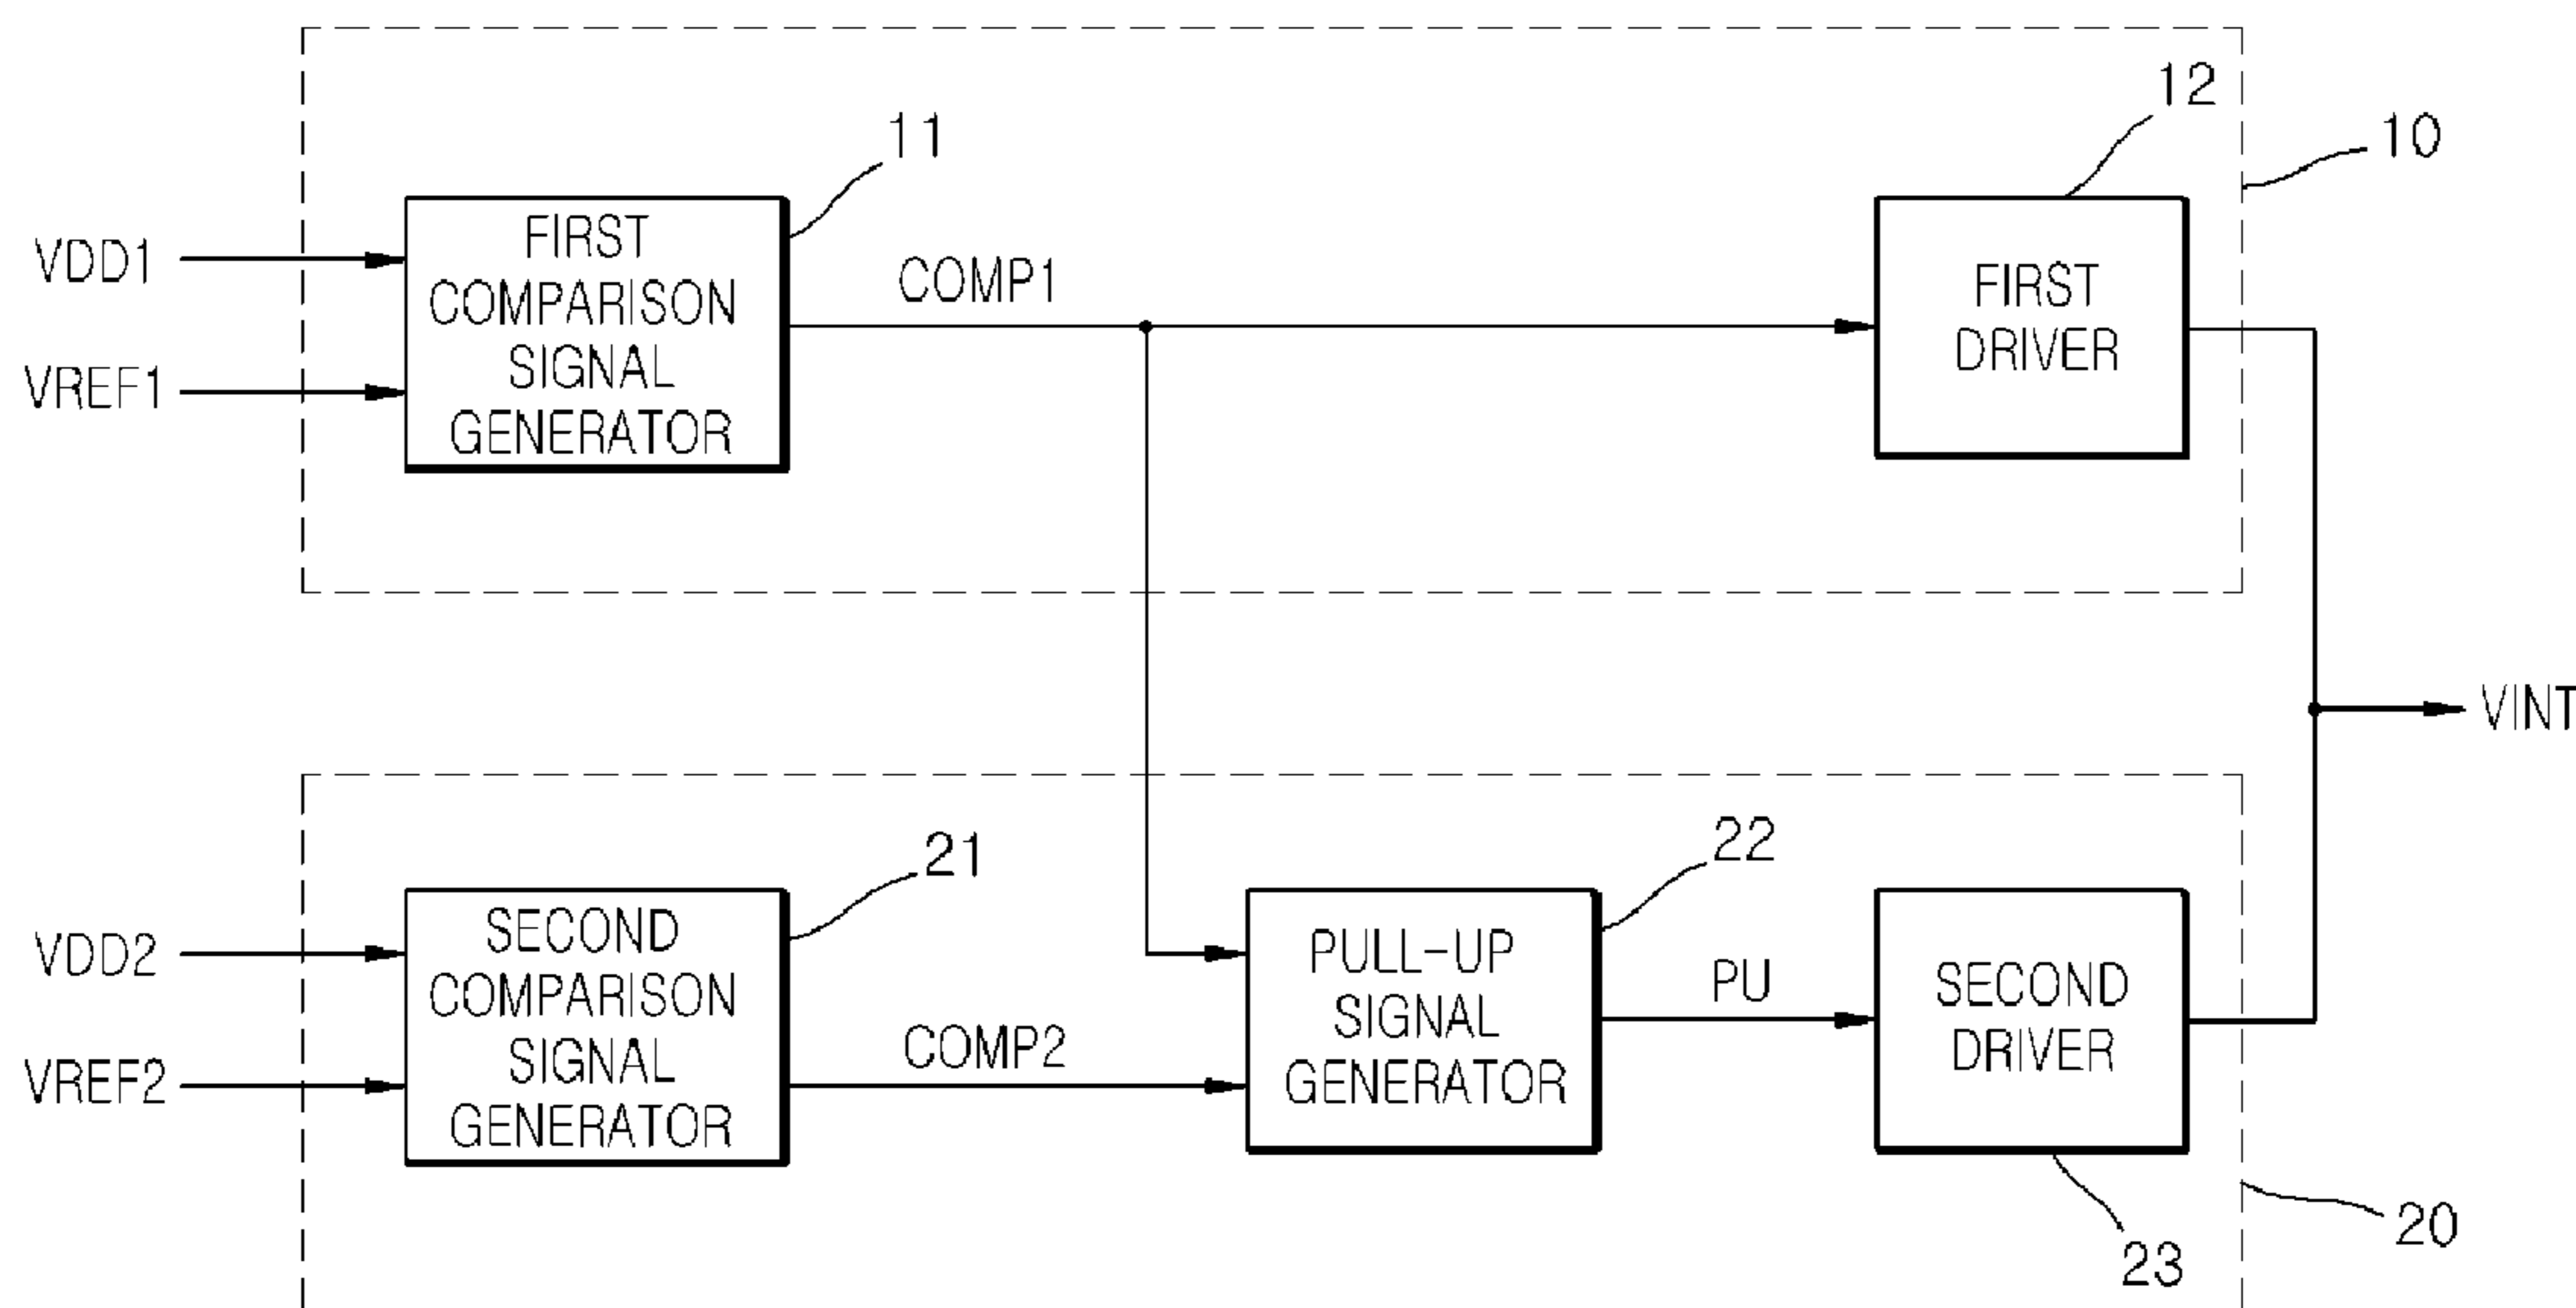 12
11
10
VDD1
FIRST
COMPARISON
SIGNAL
GENERATOR
COMP1
FIRST
DRIVER
VREF1
VINT
21
22
VDD2
SECOND
COMPARISON
SIGNAL
GENERATOR
PULL-UP
SIGNAL
GENERATOR
PU
SECOND
DRIVER
COMP2
VREF2
20
23